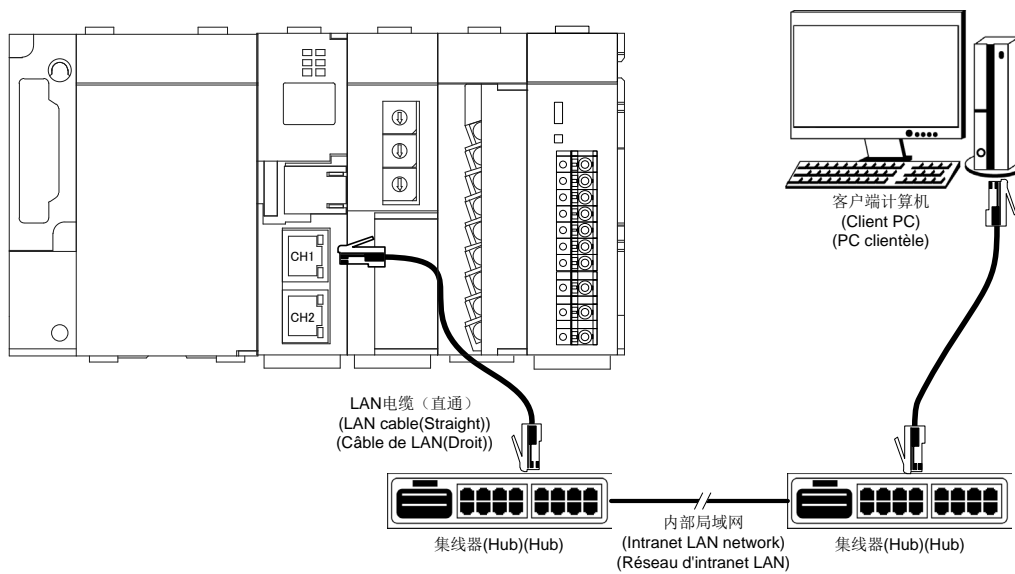 客户端计算机
(Client PC)
(PC clientèle)
CH1
CH2
LAN电缆（直通）
(LAN cable(Straight))
(Câble de LAN(Droit))
内部局域网
(Intranet LAN network)
(Réseau d'intranet LAN)
集线器(Hub)(Hub)
集线器(Hub)(Hub)